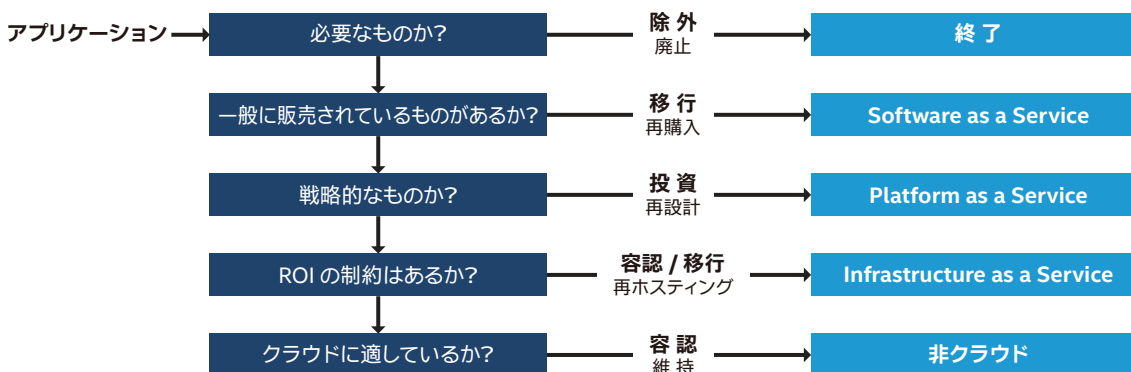 アプリケーション
必要なものか?
除 外
廃止
終 了
一般に販売されているものがあるか?
移 行
再購入
Software as a Service
戦略的なものか?
投 資
再設計
Platform as a Service
ROI の制約はあるか?
容認 / 移行
再ホスティング
Infrastructure as a Service
クラウドに適しているか?
容 認
維 持
非クラウド